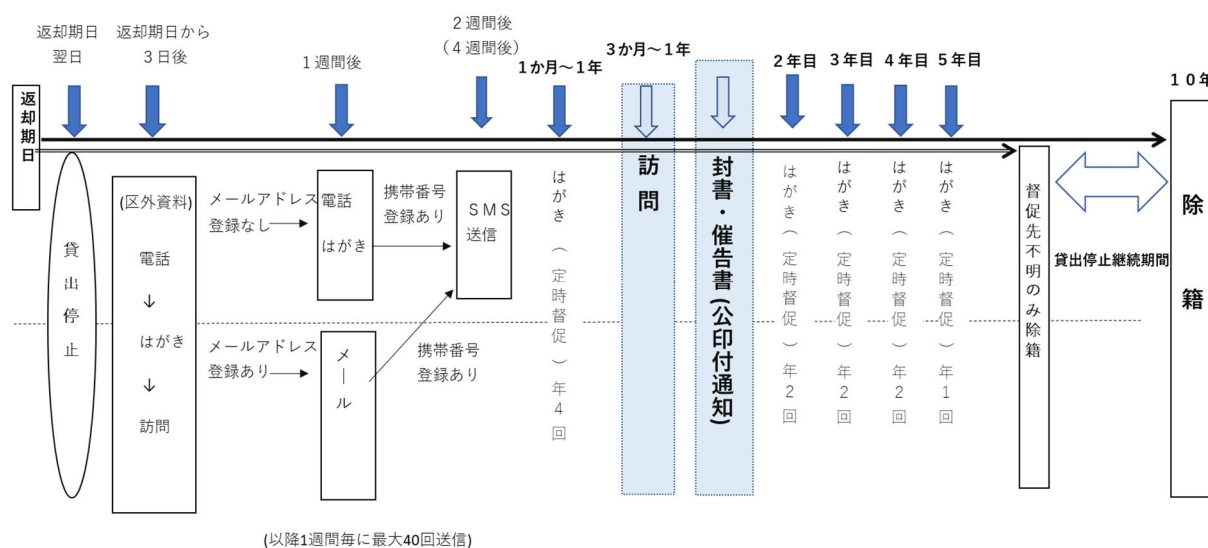 返却期日
翌日
返却期日から
３日後
１週間後
２週間後
（４週間後）
１か月～１年
３か月～１年
２年目
３年目
４年目
５年目
１０年
返却期日
貸出停止
(区外資料)
電話
↓
はがき
↓
訪問
メールアドレス
登録なし
メールアドレス
登録あり
電話
はがき
メール
携帯番号
登録あり
携帯番号
登録あり
ＳＭＳ
送信
はがき（定時督促）年４回
訪問
封書・催告書(公印付通知)
はがき（定時督促）年２回
はがき（定時督促）年２回
はがき（定時督促）年２回
はがき（定時督促）年１回
督促先不明のみ除籍
貸出停止継続期間
除籍
(以降1週間毎に最大40回送信)